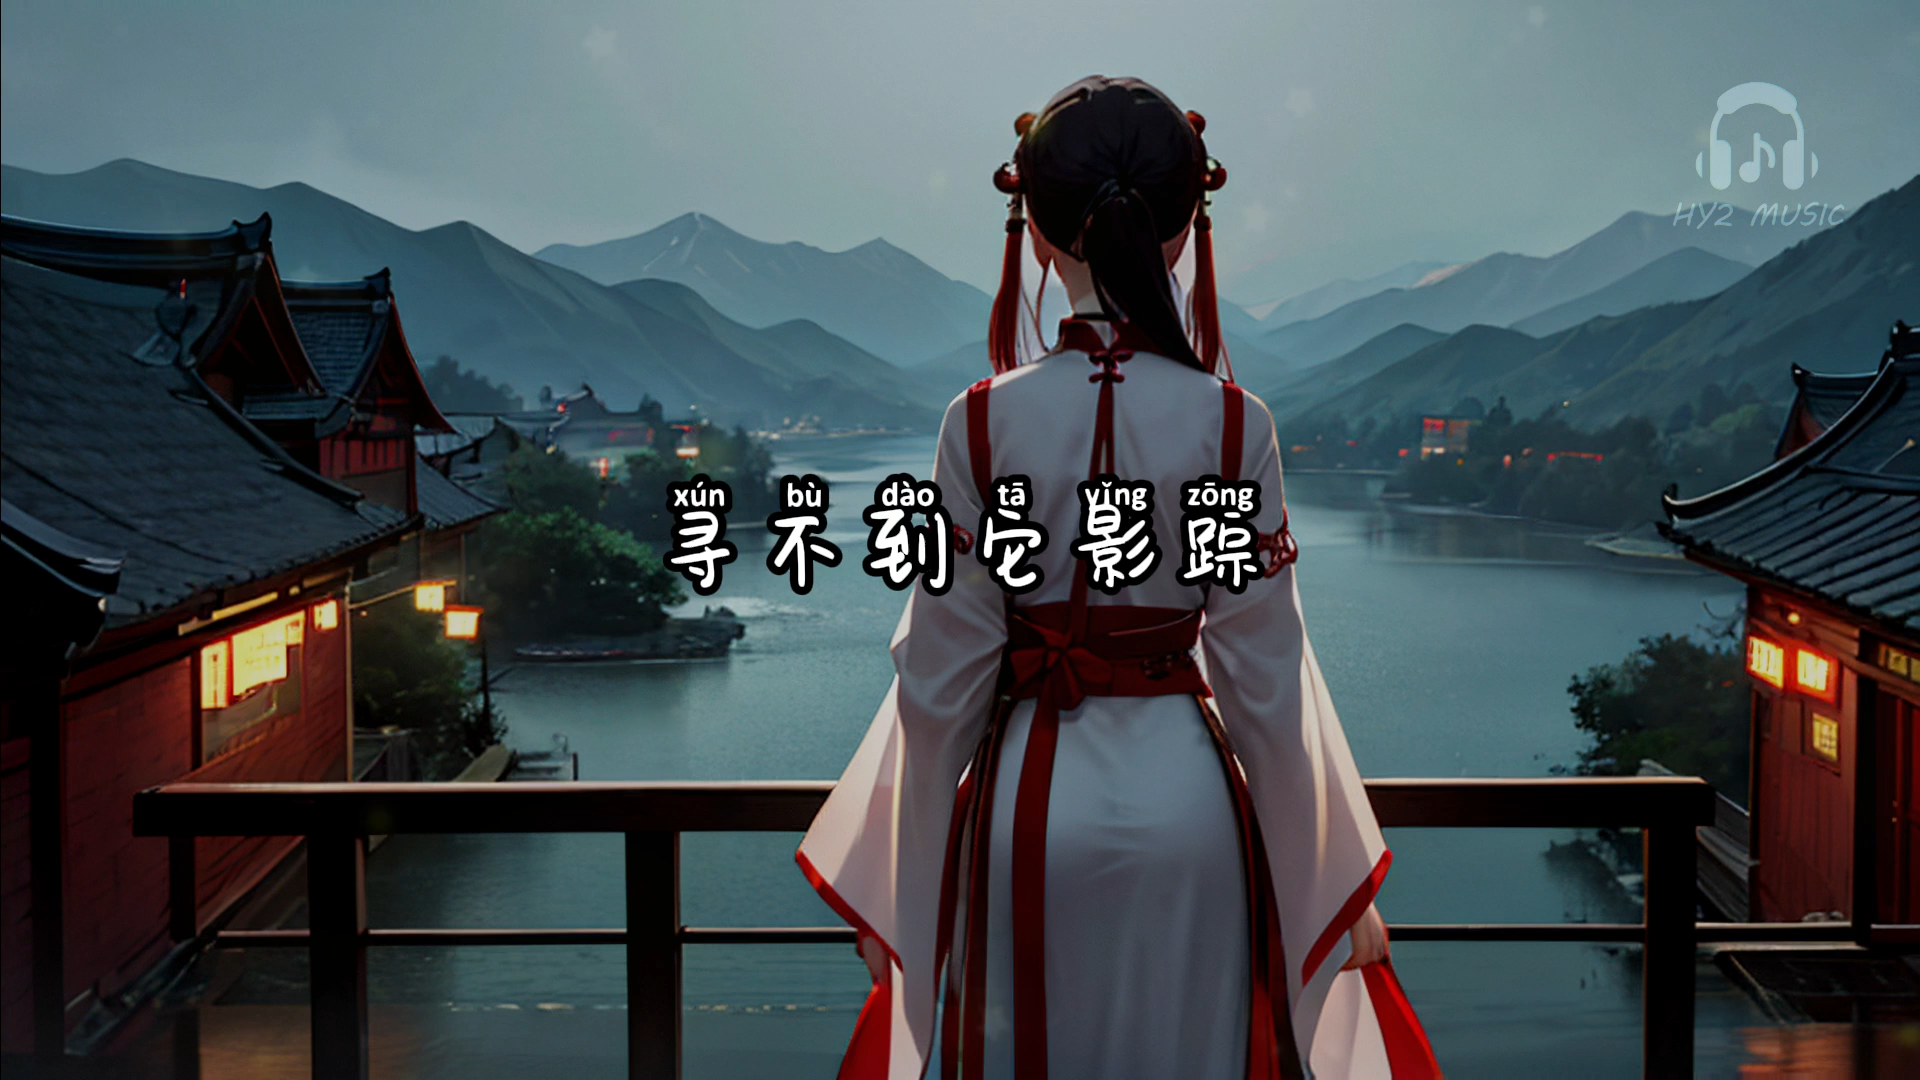 HY2 MUSIC
xún bù dào tā yǐng zōng
寻不到它影踪